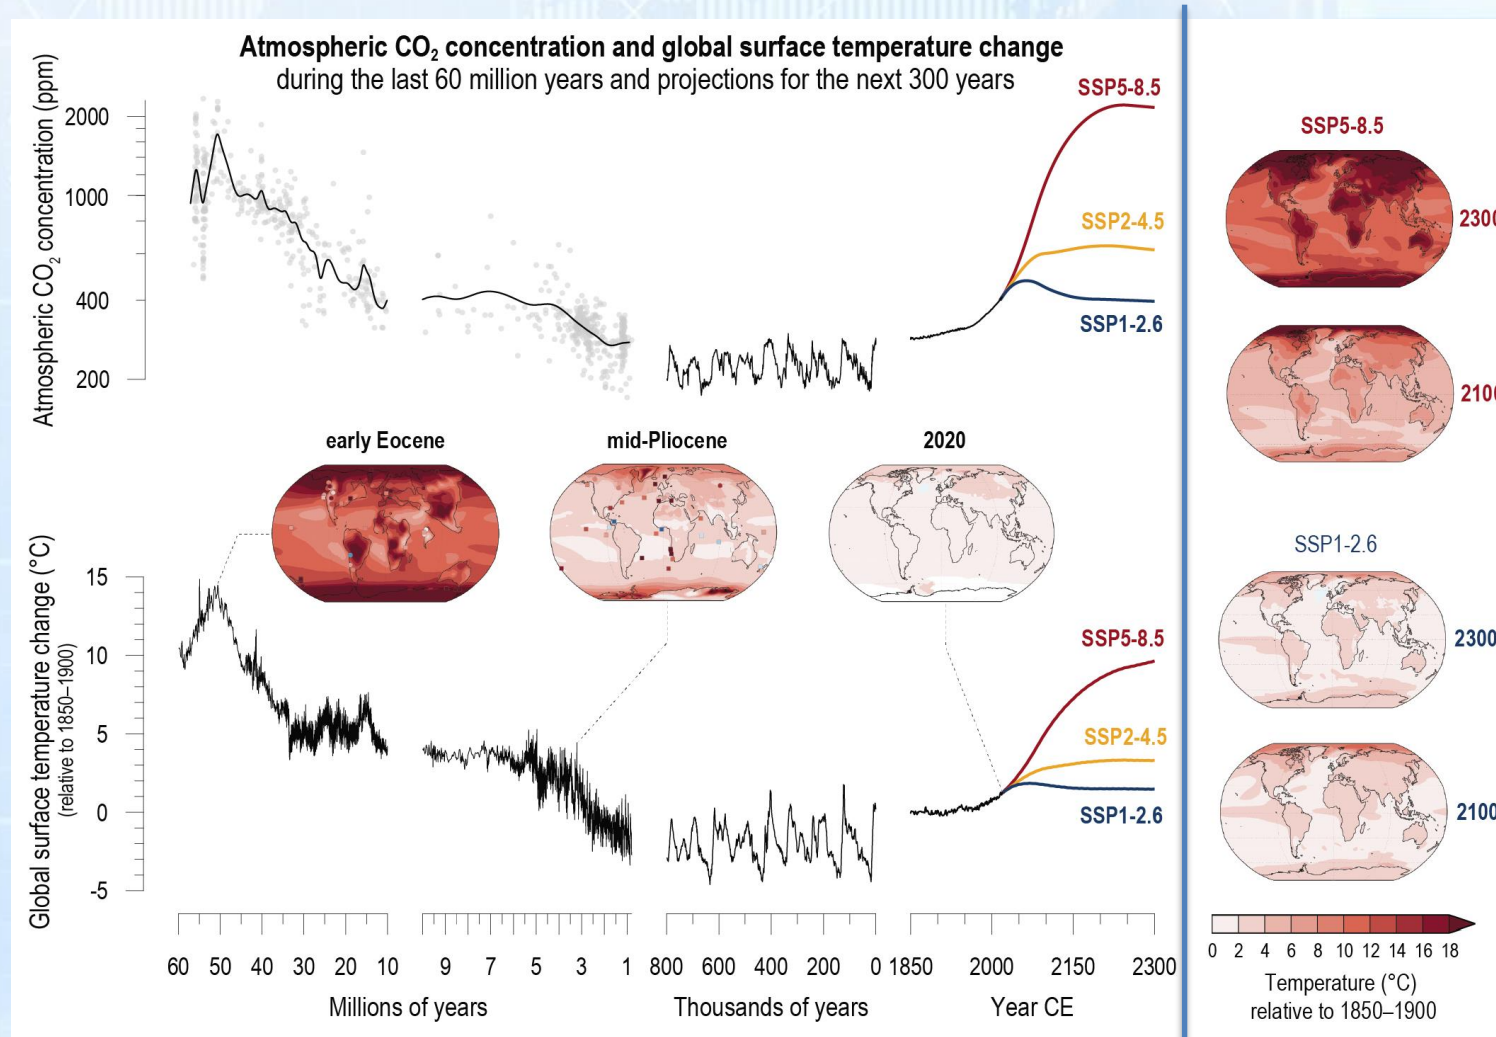 Atmospheric CO2 concentration and global surface temperature change
during the last 60 million years and projections for the next 300 years
Atmospheric CO2 concentration (ppm)
2000
1000
400
200
SSP5-8.5
SSP2-4.5
SSP1-2.6
early Eocene
mid-Pliocene
2020
Global surface temperature change (°C)
(relative to 1850–1900)
15
10
5
0
-5
SSP5-8.5
SSP2-4.5
SSP1-2.6
60 50 40 30 20 10
9 7 5 3 1
800 600 400 200 0
1850 2000 2150 2300
Millions of years
Thousands of years
Year CE
SSP5-8.5
2300
2100
SSP1-2.6
2300
2100
0 2 4 6 8 10 12 14 16 18
Temperature (°C)
relative to 1850–1900